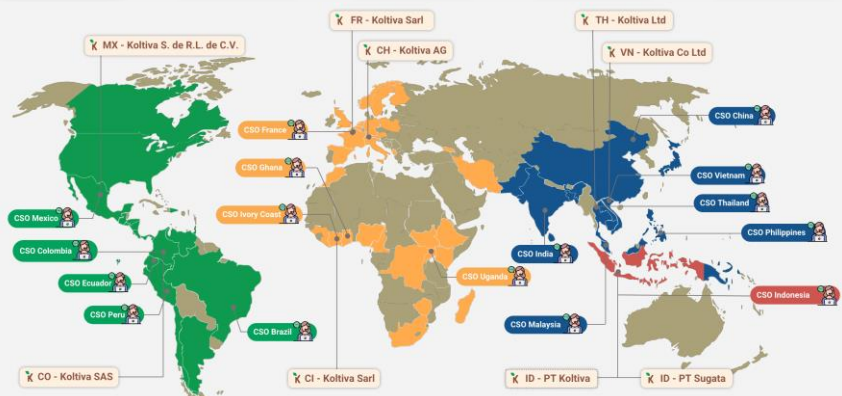 FR - Koltiva Sarl
TH - Koltiva Ltd
MX - Koltiva S. de R.L. de C.V.
CH - Koltiva AG
VN - Koltiva Co Ltd
CSO China
CSO France
CSO Ghana
CSO Vietnam
CSO Thailand
CSO Mexico
CSO Ivory Coast
CSO Philippines
CSO Colombia
CSO India
CSO Ecuador
CSO Uganda
CSO Indonesia
CSO Peru
CSO Brazil
CSO Malaysia
CO - Koltiva SAS
CI - Koltiva Sarl
ID - PT Koltiva
ID - PT Sugata